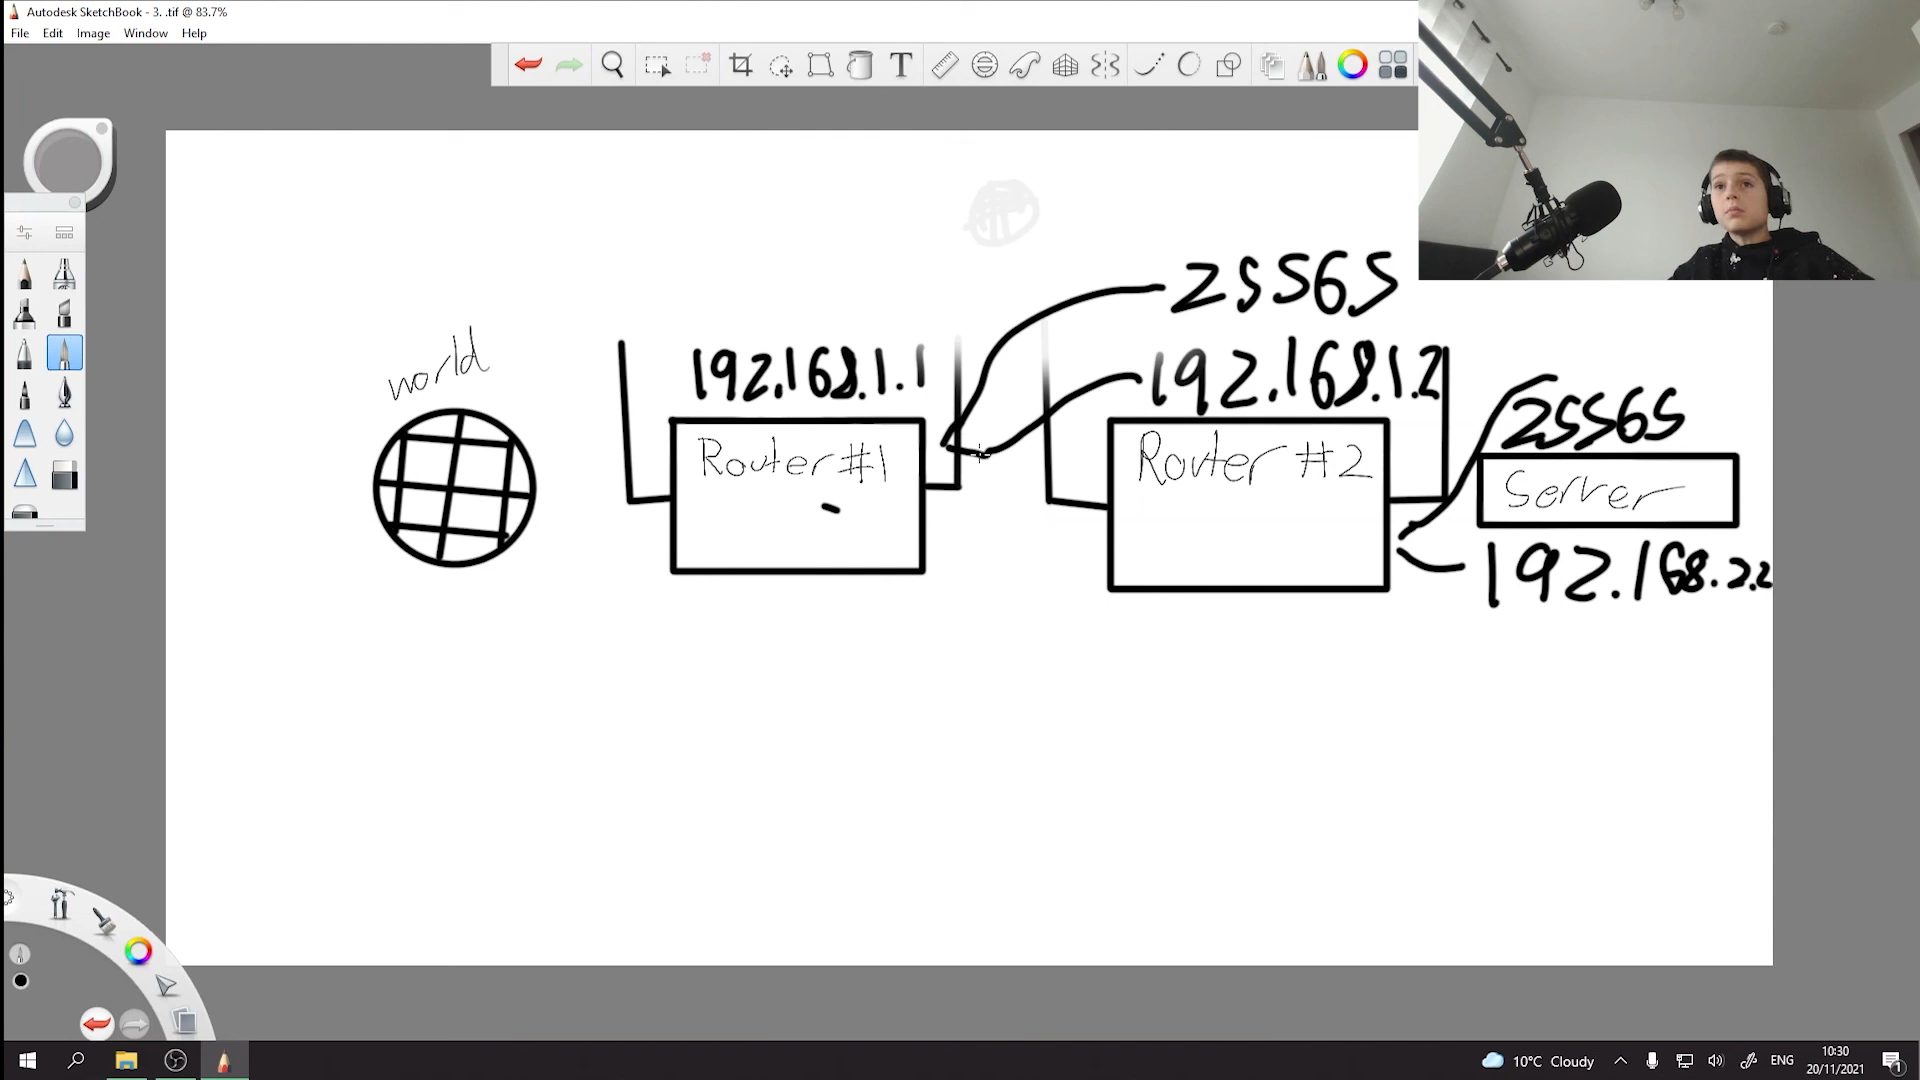 Autodesk SketchBook - 3. .tif @ 83.7%
File Edit Image Window Help
T
25565
world
192.168.1.1
192.168.1.2
25565
Router #1
Router #2
Server
192.168.2.2
10°C Cloudy
ENG
10:30
20/11/2021
1